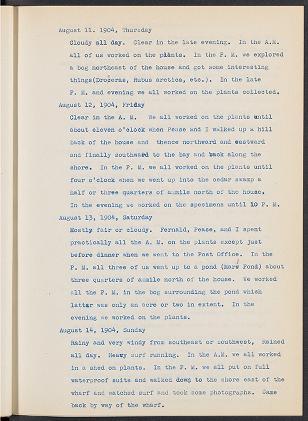 August 11, 1904, Thursday
Cloudy all day. Clear in the late evening. In the A.M.
all of us worked on the plants. In the P. M. we explored
a bog northeast of the house and got some interesting
things(Droceras, Rubus arctica, etc.). In the late
P. M. and evening we all worked on the plants collected.
August 12, 1904, Friday
Clear in the A. M. We all worked on the plants until
about eleven o'clock when Pease and I walked up a hill
back of the house and thence northward and eastward
and finally southward to the bay and back along the
shore. In the P. M. we all worked on the plants until
four o'clock when we went up into the cedar swamp a
half or three quarters of amile north of the house.
In the evening we worked on the specimens until 10 P. M.
August 13, 1904, Saturday
Mostly fair or cloudy. Fernald, Pease, and I spent
practically all the A. M. on the plants except just
before dinner when we went to the Post Office. In the
P. M. all three of us went up to a pond (Mare Pond) about
three quarters of amile north of the house. We worked
all the P. M. in the bog surrounding the pond which
latter was only an acre or two in extent. In the
evening we worked on the plants.
August 14, 1904, Sunday
Rainy and very windy from southeast or southwest, Rained
all day. Heavy surf running. In the A.M. we all worked
in a shed on plants. In the P. M. we all put on full
waterproof suits and walked down to the shore east of the
wharf and watched surf and took some photographs. Came
back by way of the wharf.